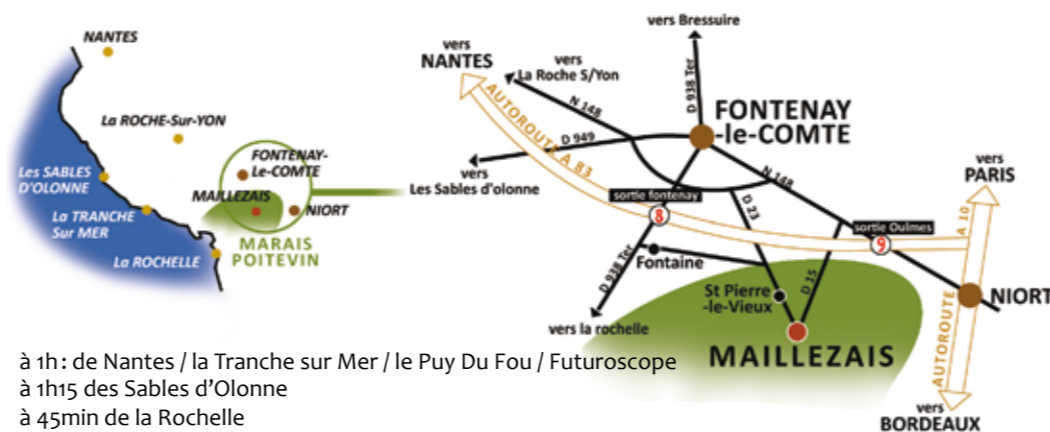 NANTES
La ROCHE-Sur-YON
FONTENAY-
Le-COMTE
Les SABLES
D'OLONNE
MAILLEZAIS
NIORT
La TRANCHE
Sur MER
MARAIS
POITEVIN
La ROCHELLE
vers
NANTES
vers
La Roche S/Yon
vers Bressuire
D 938 Ter
N 148
FONTENAY
-le-COMTE
D 949
AUTOROUTE A 83
vers
Les Sables d'olonne
N 148
vers
PARIS
sortie fontenay
8
D 23
sortie Oulmes
9
A 10
Fontaine
D 938 Ter
D 15
St Pierre
-le-Vieux
NIORT
vers la rochelle
MAILLEZAIS
AUTOROUTE
vers
BORDEAUX
à 1h : de Nantes / la Tranche sur Mer / le Puy Du Fou / Futuroscope
à 1h15 des Sables d'Olonne
à 45min de la Rochelle